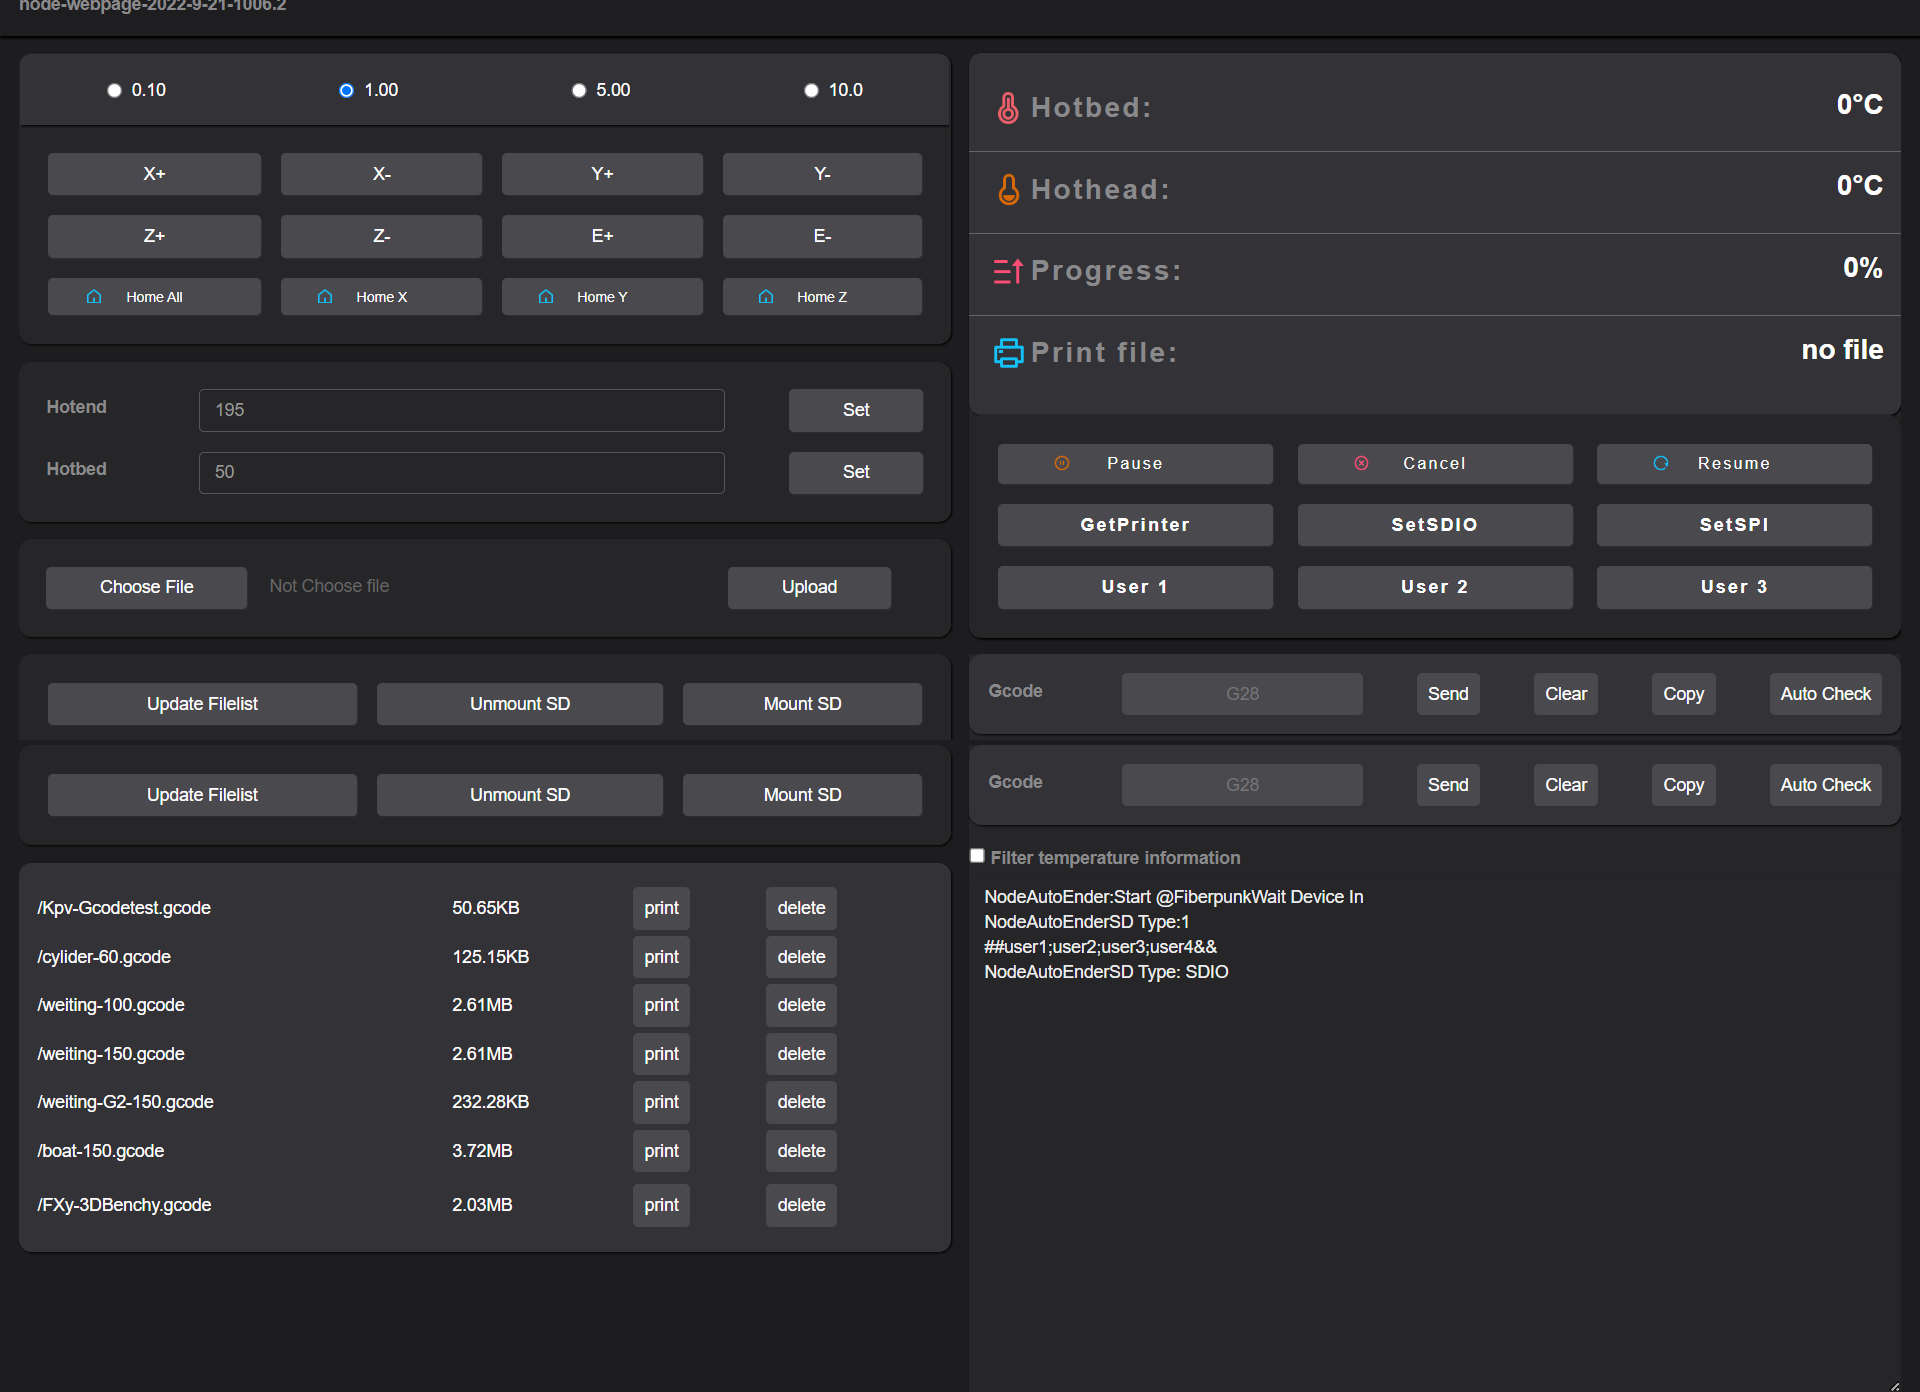 node-webpage-2022-9-21-1006.2
0.10 1.00 5.00 10.0
X+ X- Y+ Y-
Z+ Z- E+ E-
Home All Home X Home Y Home Z
Hotend 195 Set
Hotbed 50 Set
Choose File Not Choose file Upload
Update Filelist Unmount SD Mount SD
Update Filelist Unmount SD Mount SD
/Kpv-Gcodetest.gcode 50.65KB print delete
/cylider-60.gcode 125.15KB print delete
/weiting-100.gcode 2.61MB print delete
/weiting-150.gcode 2.61MB print delete
/weiting-G2-150.gcode 232.28KB print delete
/boat-150.gcode 3.72MB print delete
/FXy-3DBenchy.gcode 2.03MB print delete
Hotbed: 0°C
Hothead: 0°C
Progress: 0%
Print file: no file
Pause Cancel Resume
GetPrinter SetSDIO SetSPI
User 1 User 2 User 3
Gcode G28 Send Clear Copy Auto Check
Gcode G28 Send Clear Copy Auto Check
Filter temperature information
NodeAutoEnder:Start @FiberpunkWait Device In
NodeAutoEnderSD Type:1
##user1;user2;user3;user4&&
NodeAutoEnderSD Type: SDIO